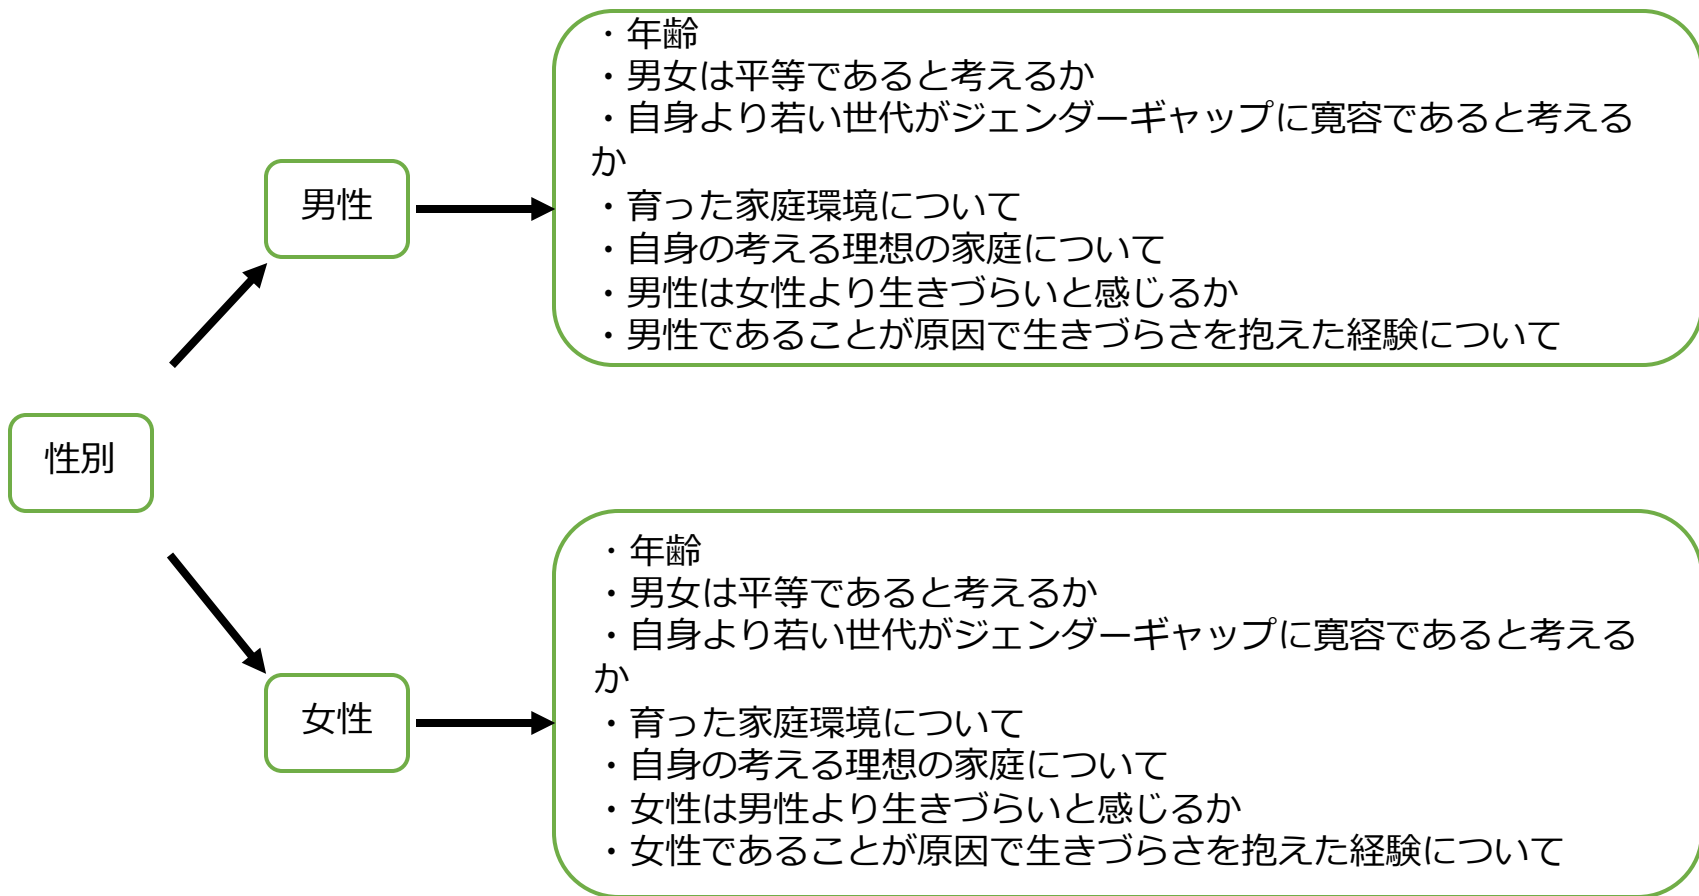 性別
男性
・年齢
・男女は平等であると考えるか
・自身より若い世代がジェンダーギャップに寛容であると考える
か
・育った家庭環境について
・自身の考える理想の家庭について
・男性は女性より生きづらいと感じるか
・男性であることが原因で生きづらさを抱えた経験について
女性
・年齢
・男女は平等であると考えるか
・自身より若い世代がジェンダーギャップに寛容であると考える
か
・育った家庭環境について
・自身の考える理想の家庭について
・女性は男性より生きづらいと感じるか
・女性であることが原因で生きづらさを抱えた経験について